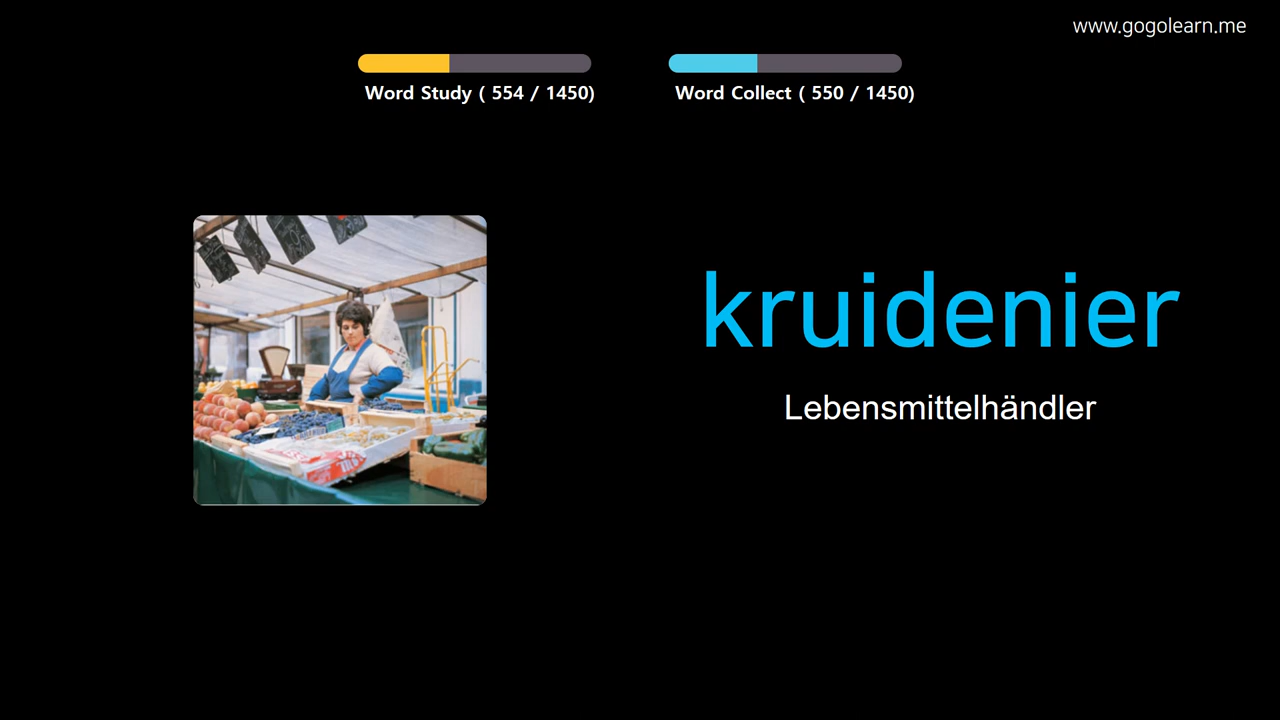 www.gogolearn.me
Word Study ( 554 / 1450)
Word Collect ( 550 / 1450)
kruidenier
Lebensmittelhändler